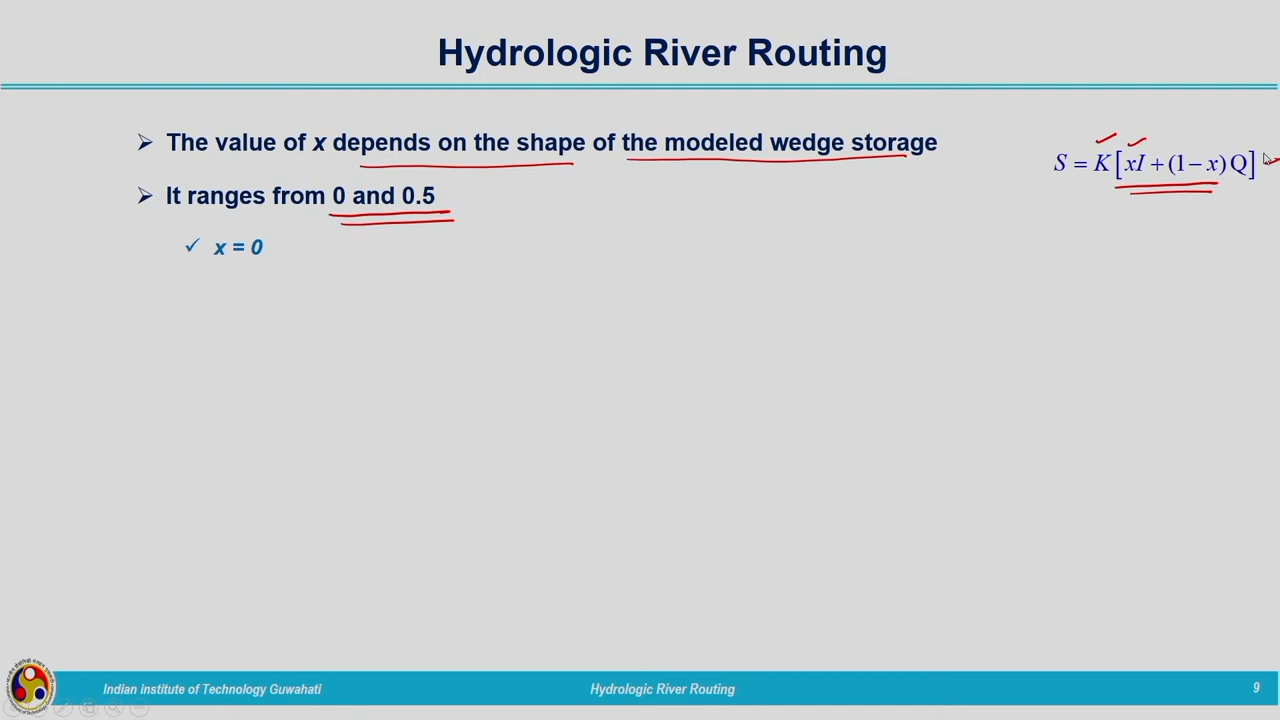 Hydrologic River Routing
The value of x depends on the shape of the modeled wedge storage
S = K[xI + (1− x)Q]
It ranges from 0 and 0.5
✓ x = 0
Indian institute of Technology Guwahati
Hydrologic River Routing
9